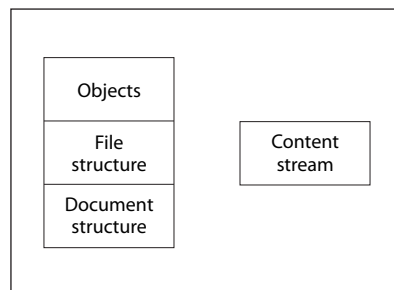 Objects
File
structure
Document
structure
Content
stream